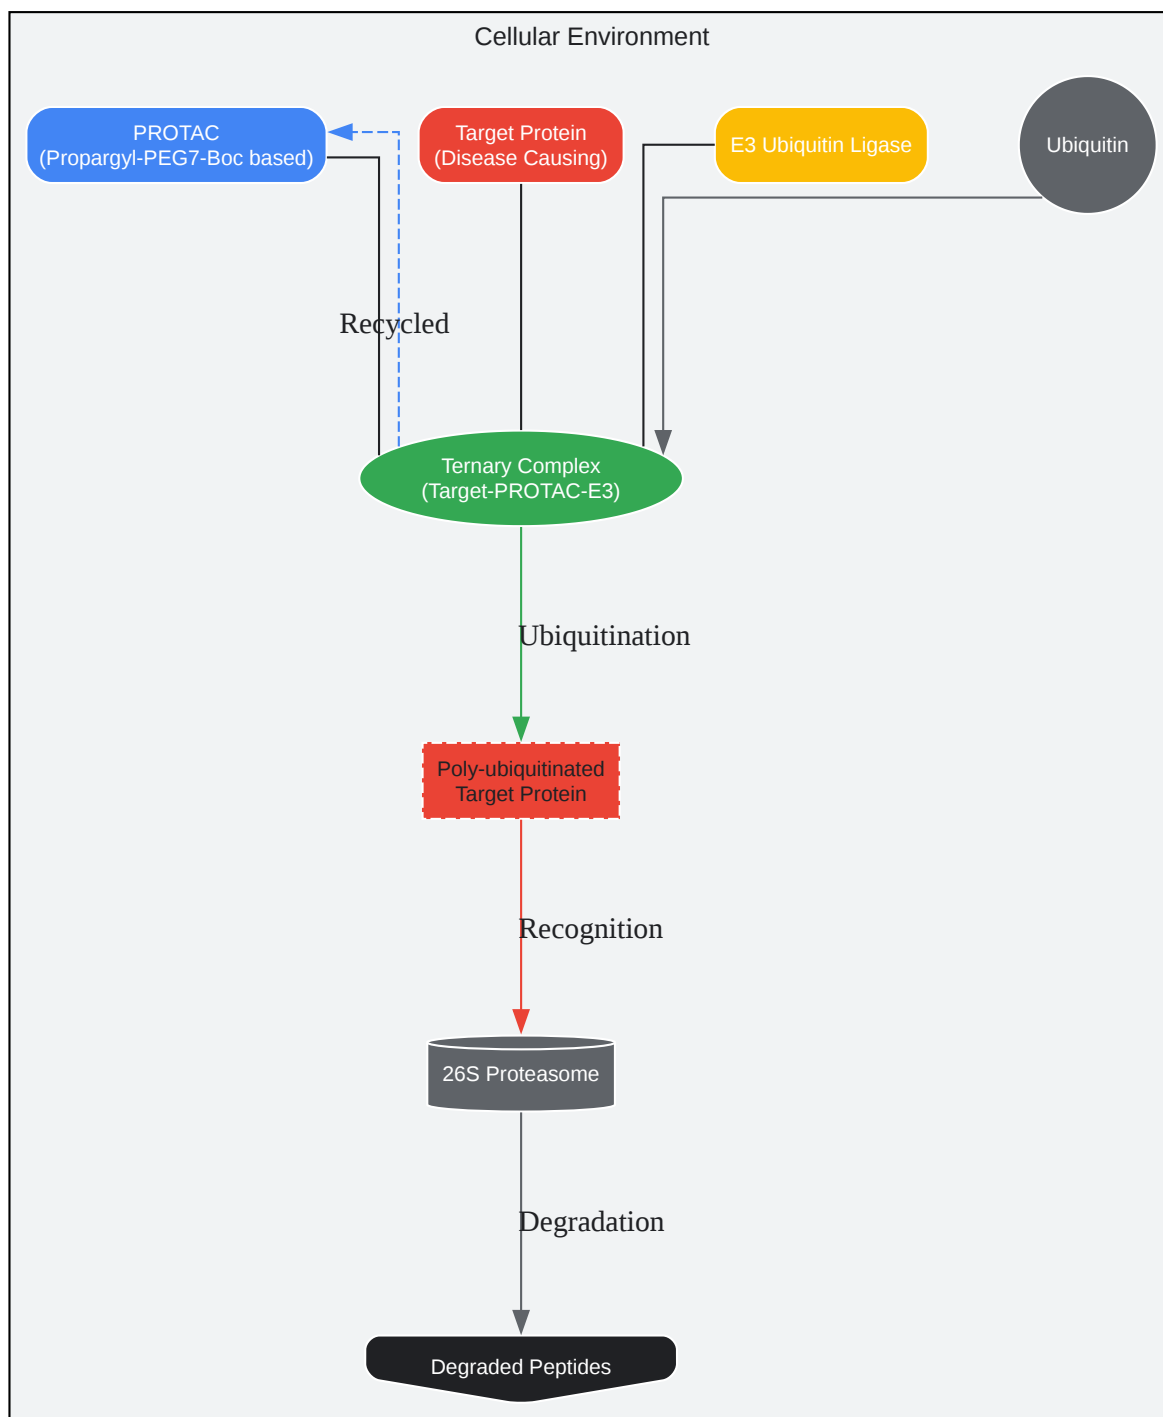 Cellular Environment
PROTAC
(Propargyl-PEG7-Boc based)
Target Protein
(Disease Causing)
E3 Ubiquitin Ligase
Ubiquitin
Recycled
Ternary Complex
(Target-PROTAC-E3)
Ubiquitination
Poly-ubiquitinated
Target Protein
Recognition
26S Proteasome
Degradation
Degraded Peptides